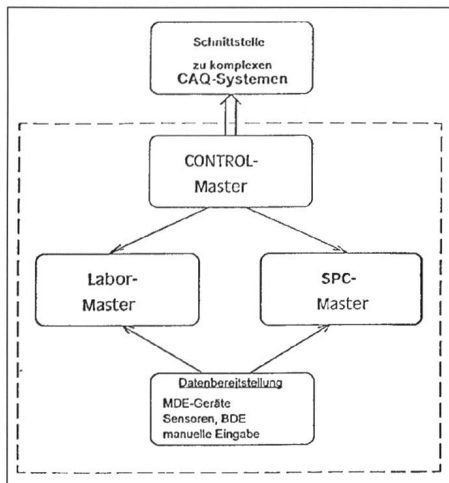 Schnittstelle
zu komplexen
CAQ-Systemen
CONTROL-
Master
Labor-
Master
SPC-
Master
Datenbereitstellung
MDE-Geräte
Sensoren, BDE
manuelle Eingabe